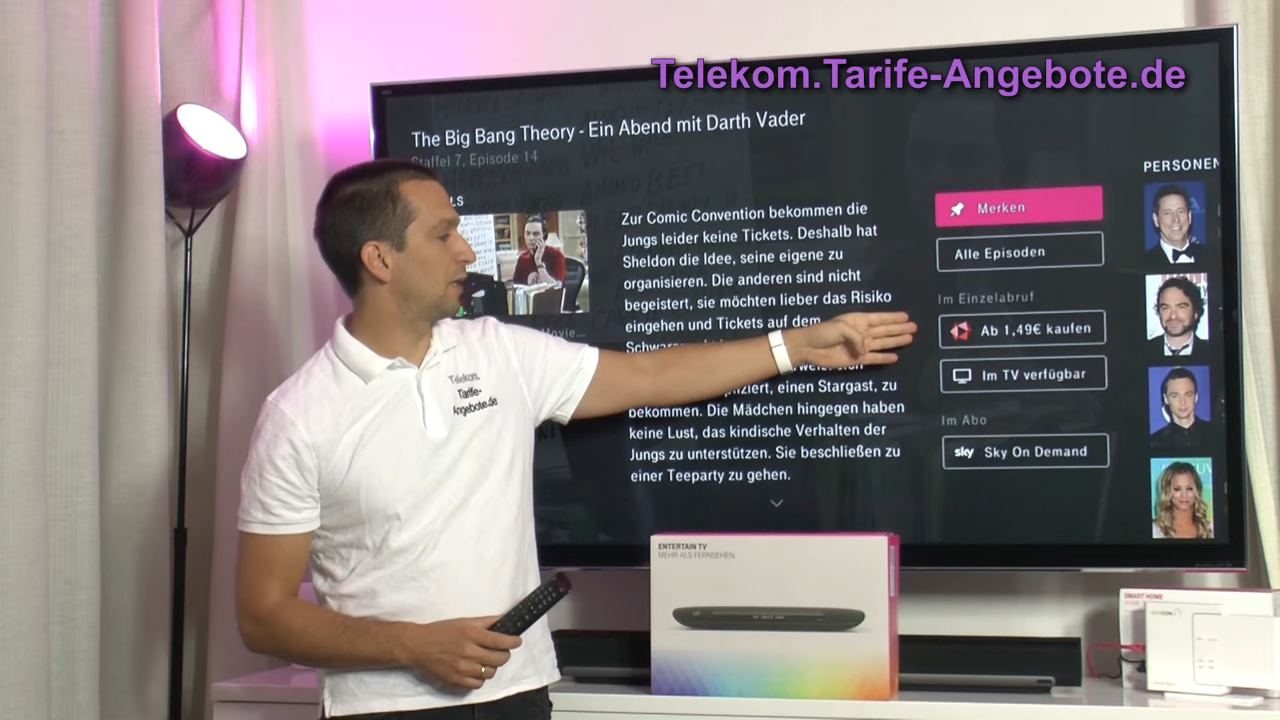 Telekom.Tarife-Angebote.de
The Big Bang Theory - Ein Abend mit Darth Vader
Staffel 7, Episode 14
LS
Movie...
Zur Comic Convention bekommen die
Jungs leider keine Tickets. Deshalb hat
Sheldon die Idee, seine eigene zu
organisieren. Die anderen sind nicht
begeistert, sie möchten lieber das Risiko
eingehen und Tickets auf dem
einen Stargast, zu
bekommen. Die Mädchen hingegen haben
keine Lust, das kindische Verhalten der
Jungs zu unterstützen. Sie beschließen zu
einer Teeparty zu gehen.
Merken
Alle Episoden
Im Einzelabruf
Ab 1,49€ kaufen
Im TV verfügbar
Im Abo
sky Sky On Demand
PERSONEN
Telekom.
Tarife-
Angebote.de
ENTERTAIN TV
MEHR ALS FERNSEHEN
SMART HOME